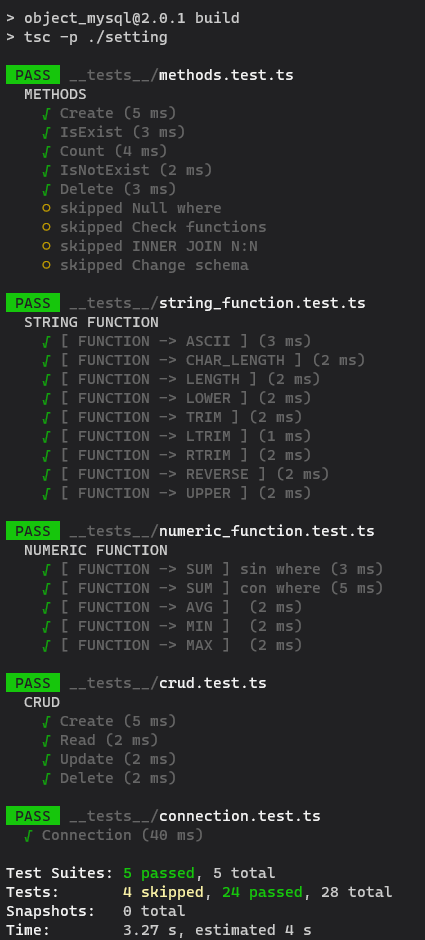 > object_mysql@2.0.1 build
> tsc -p ./setting
PASS __tests__/methods.test.ts
METHODS
√ Create (5 ms)
√ IsExist (3 ms)
√ Count (4 ms)
√ IsNotExist (2 ms)
√ Delete (3 ms)
○ skipped Null where
○ skipped Check functions
○ skipped INNER JOIN N:N
○ skipped Change schema
PASS __tests__/string_function.test.ts
STRING FUNCTION
√ [ FUNCTION -> ASCII ] (3 ms)
√ [ FUNCTION -> CHAR_LENGTH ] (2 ms)
√ [ FUNCTION -> LENGTH ] (2 ms)
√ [ FUNCTION -> LOWER ] (2 ms)
√ [ FUNCTION -> TRIM ] (2 ms)
√ [ FUNCTION -> LTRIM ] (1 ms)
√ [ FUNCTION -> RTRIM ] (2 ms)
√ [ FUNCTION -> REVERSE ] (2 ms)
√ [ FUNCTION -> UPPER ] (2 ms)
PASS __tests__/numeric_function.test.ts
NUMERIC FUNCTION
√ [ FUNCTION -> SUM ] sin where (3 ms)
√ [ FUNCTION -> SUM ] con where (5 ms)
√ [ FUNCTION -> AVG ]  (2 ms)
√ [ FUNCTION -> MIN ]  (2 ms)
√ [ FUNCTION -> MAX ]  (2 ms)
PASS __tests__/crud.test.ts
CRUD
√ Create (5 ms)
√ Read (2 ms)
√ Update (2 ms)
√ Delete (2 ms)
PASS __tests__/connection.test.ts
√ Connection (40 ms)
Test Suites: 5 passed, 5 total
Tests:       4 skipped, 24 passed, 28 total
Snapshots:   0 total
Time:        3.27 s, estimated 4 s